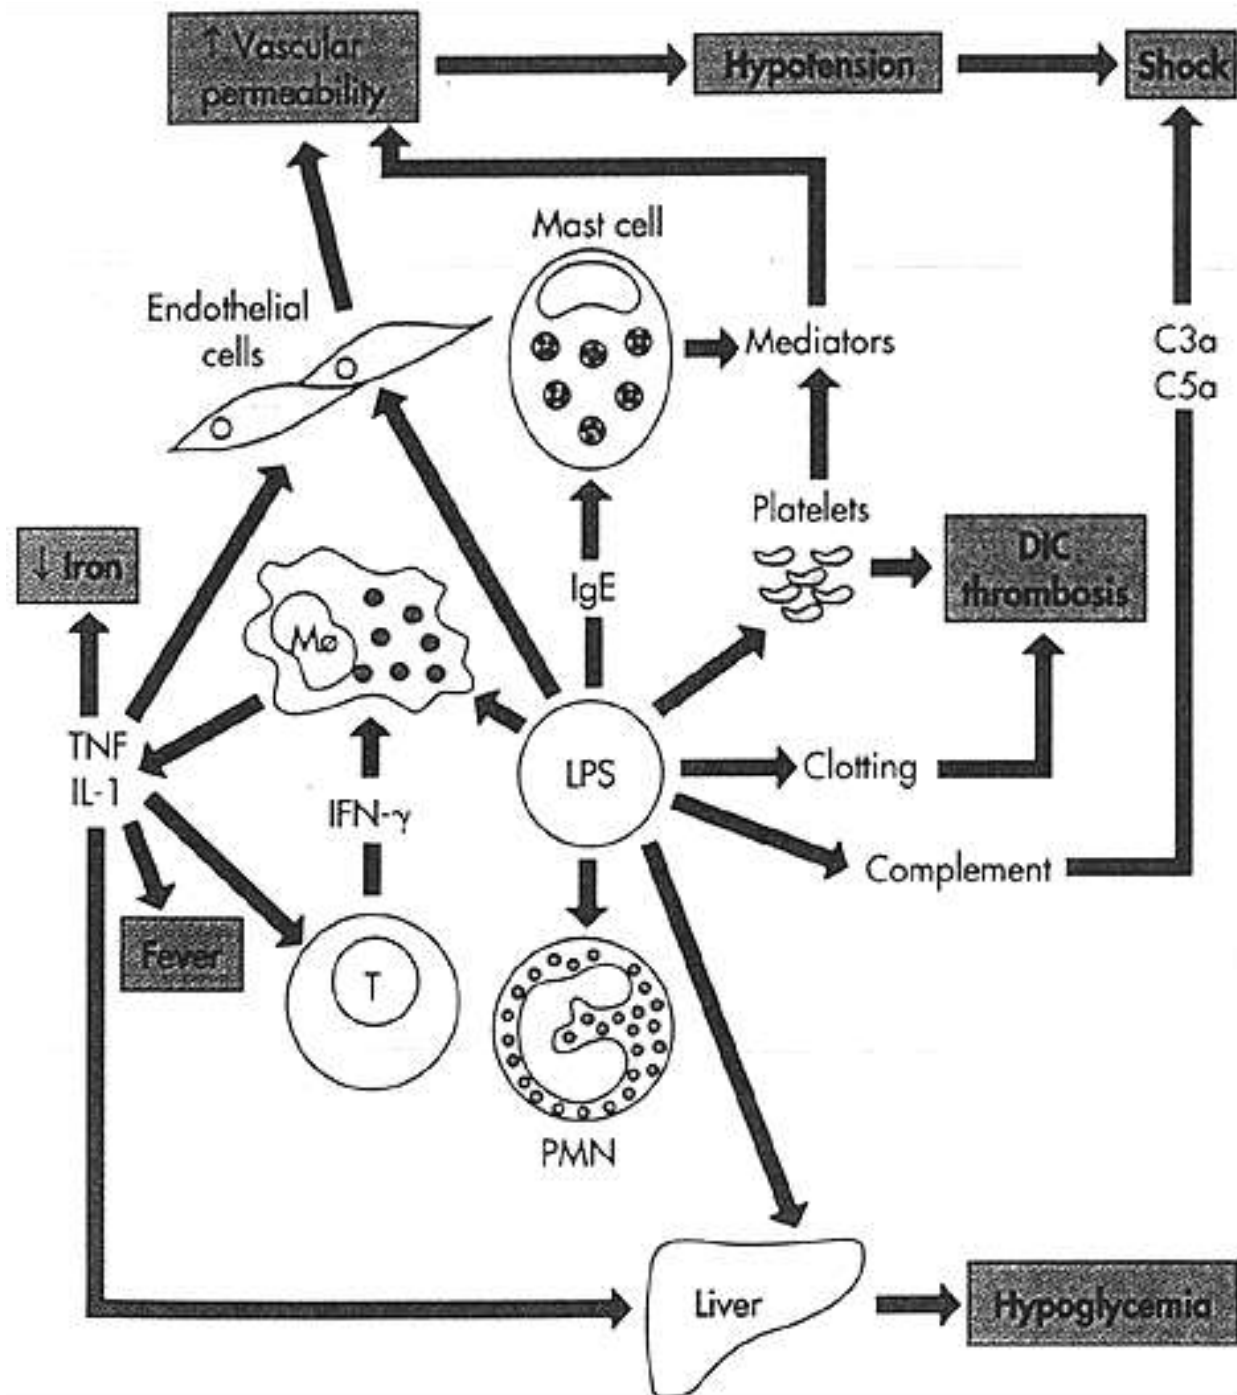 ↑ Vascular
permeability
Hypotension
Shock
Mast cell
Endothelial
cells
Mediators
C3a
C5a
Platelets
DIC
thrombosis
↓ Iron
IgE
Mø
TNF
IL-1
IFN-γ
LPS
Clotting
Complement
Fever
T
PMN
Liver
Hypoglycemia